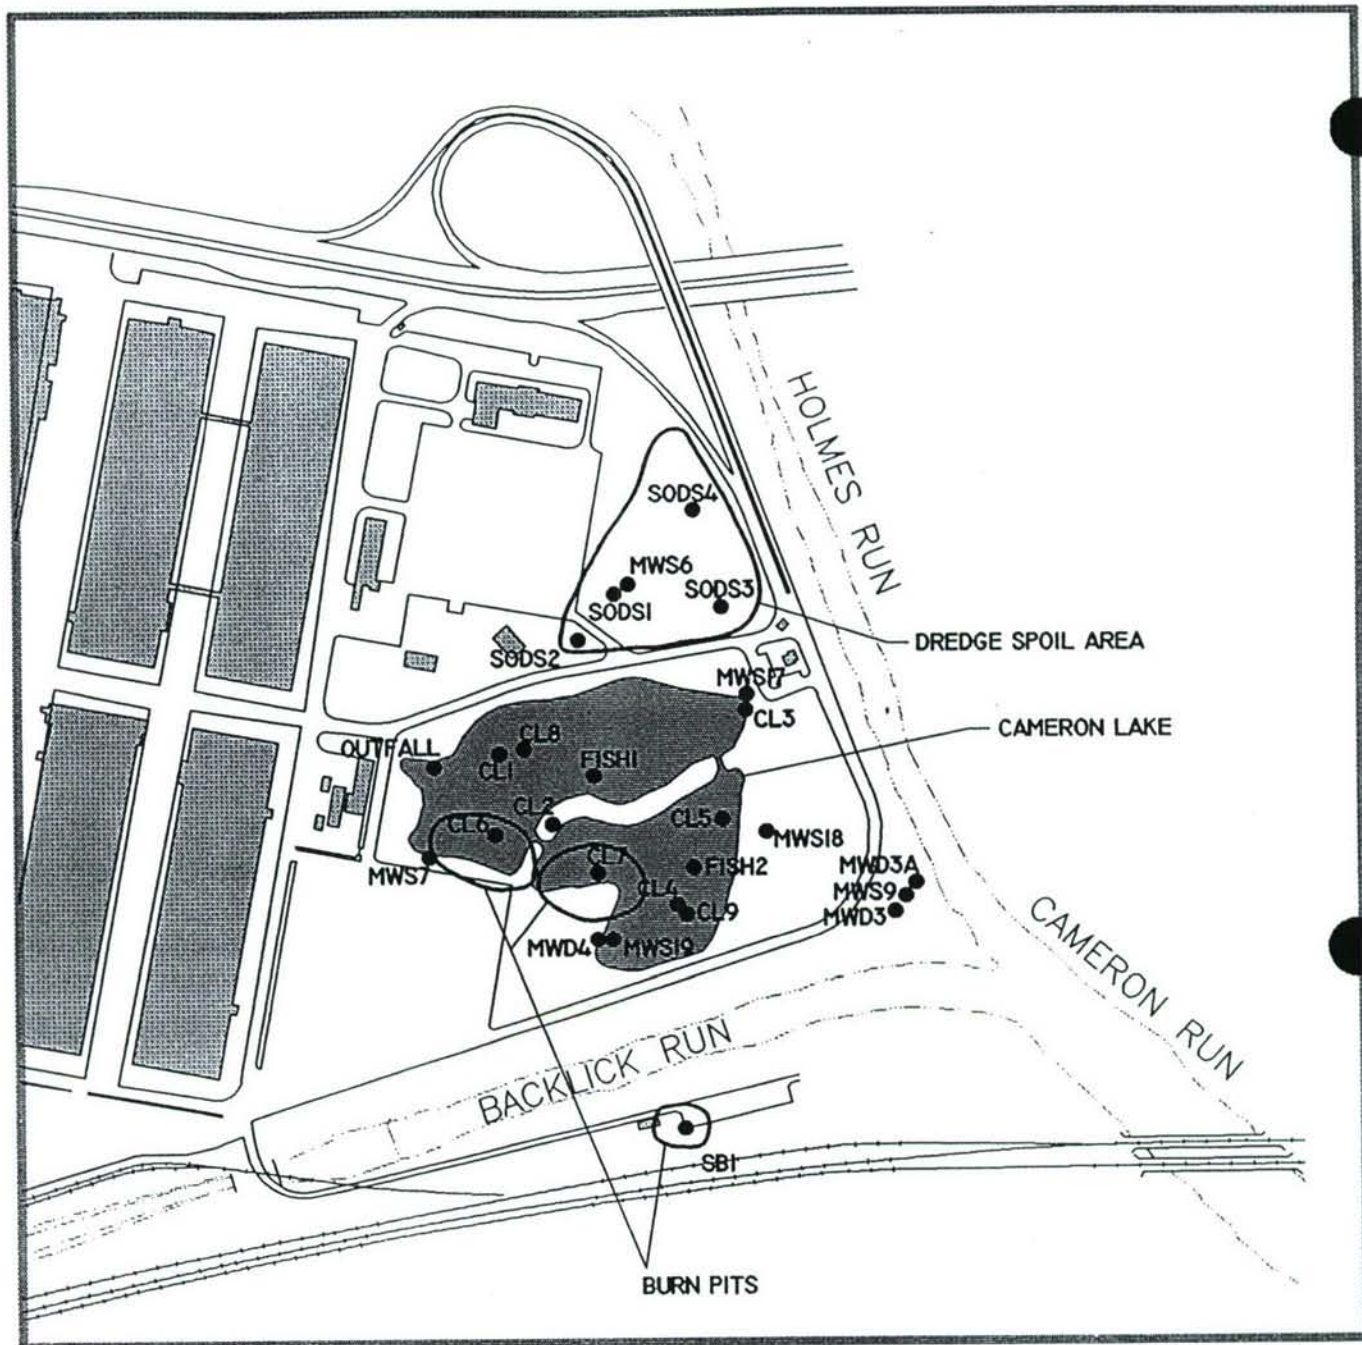 HOLMES RUN
SODS4
MWS6
SODS3
SODS1
DREDGE SPOIL AREA
SODS2
MWS17
CL3
CAMERON LAKE
OUTFALL
CL8
CL1
FISH1
CL2
CL5
CL6
MWS18
MWS7
CL7
FISH2
MWD3A
CL4
MWS9
CL9
MWD3
MWD4
MWS19
CAMERON RUN
BACKLICK RUN
SB1
BURN PITS